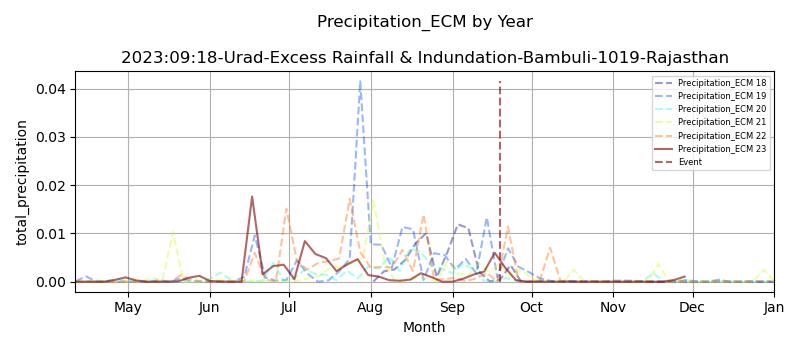 Precipitation_ECM by Year
2023:09:18-Urad-Excess Rainfall & Indundation-Bambuli-1019-Rajasthan
total_precipitation
0.04
0.03
0.02
0.01
0.00
Precipitation_ECM 18
Precipitation_ECM 19
Precipitation_ECM 20
Precipitation_ECM 21
Precipitation_ECM 22
Precipitation_ECM 23
Event
May Jun Jul Aug Sep Oct Nov Dec Jan
Month